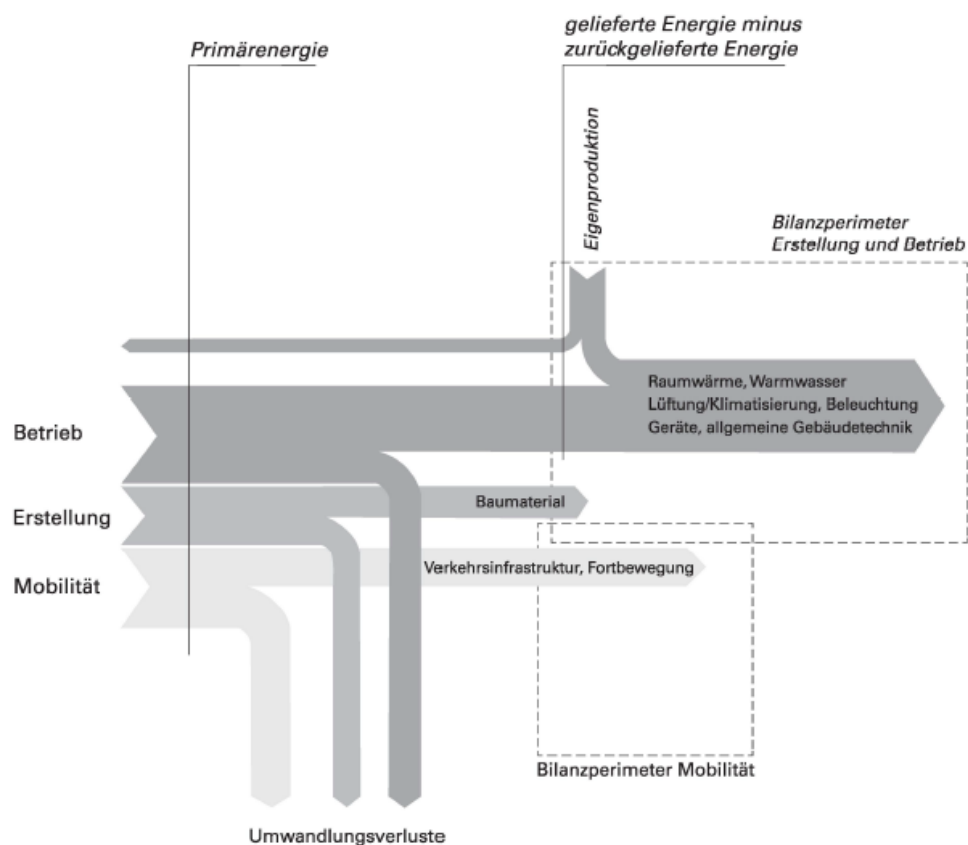 Primärenergie
gelieferte Energie minus
zurückgelieferte Energie
Eigenproduktion
Bilanzperimeter
Erstellung und Betrieb
Raumwärme, Warmwasser
Lüftung/Klimatisierung, Beleuchtung
Geräte, allgemeine Gebäudetechnik
Betrieb
Baumaterial
Erstellung
Verkehrsinfrastruktur, Fortbewegung
Mobilität
Bilanzperimeter Mobilität
Umwandlungsverluste